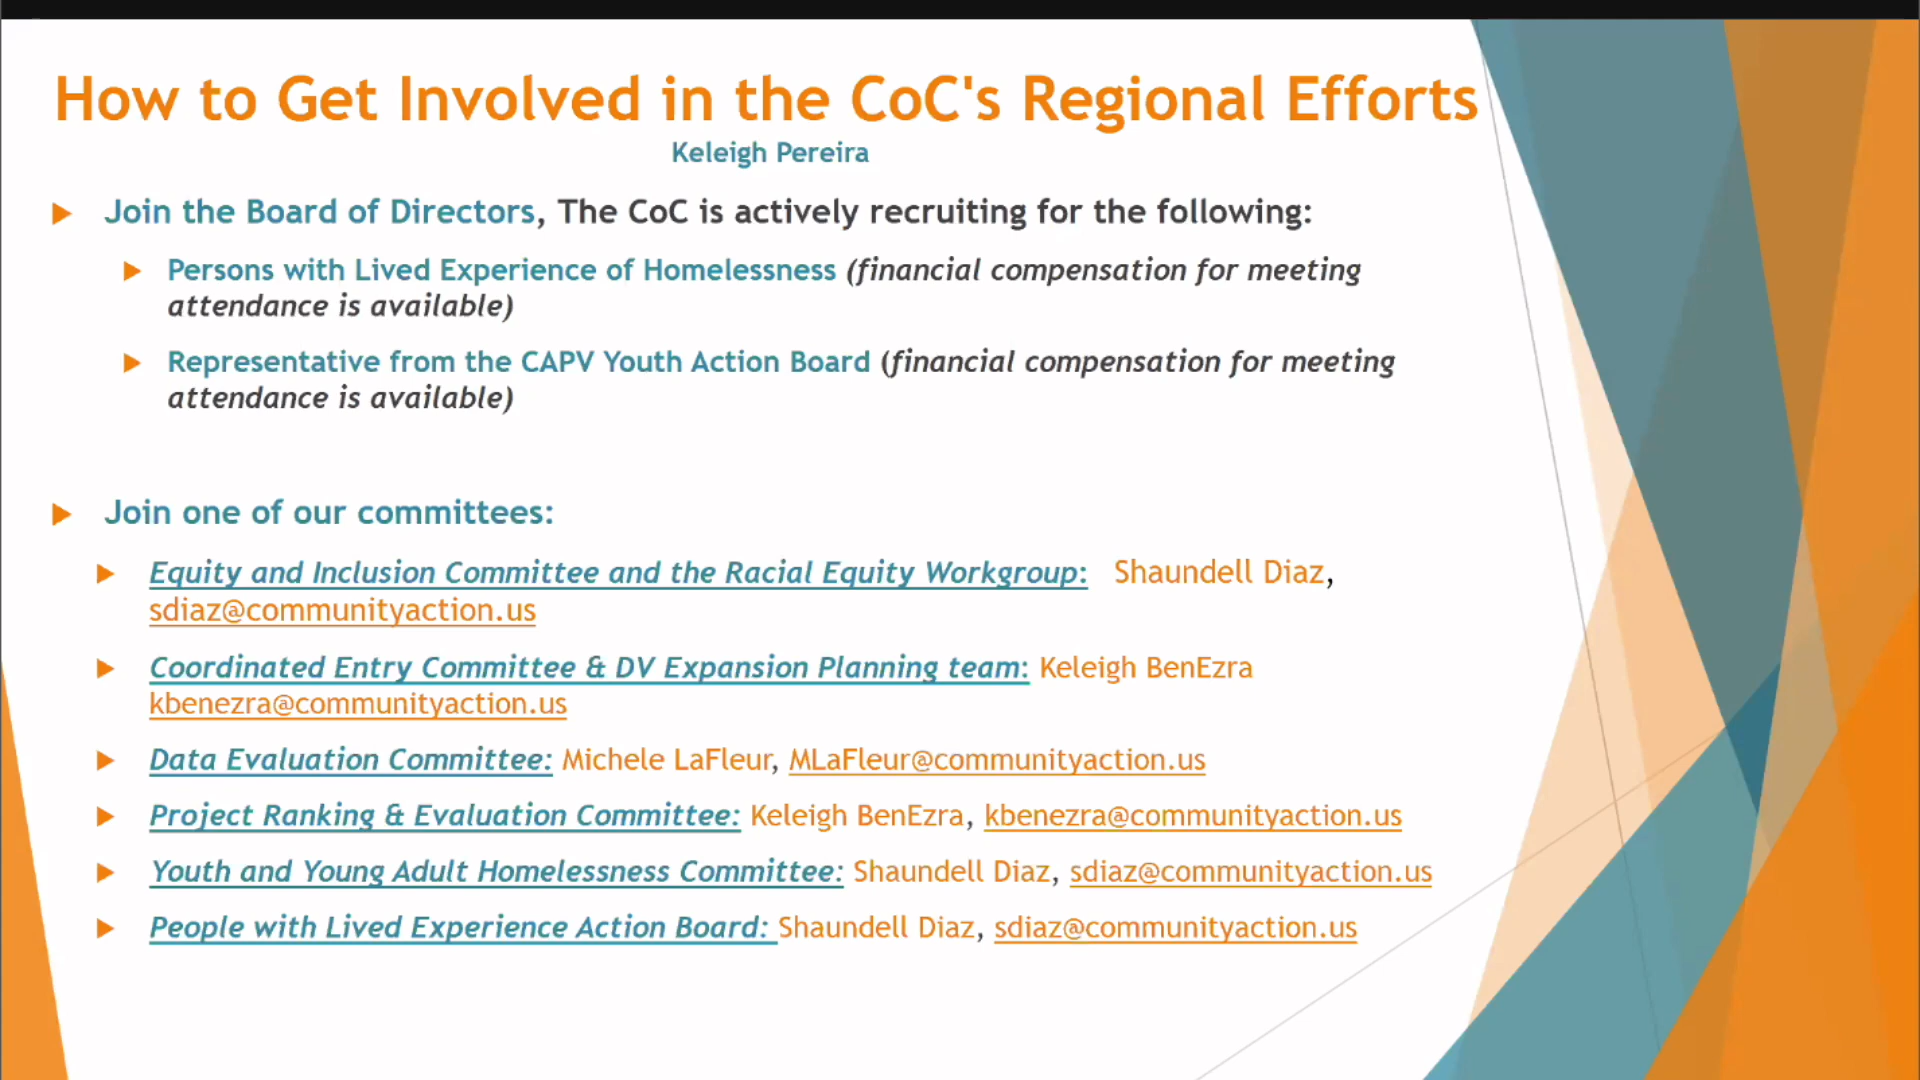 How to Get Involved in the CoC's Regional Efforts
Keleigh Pereira
Join the Board of Directors, The CoC is actively recruiting for the following:
Persons with Lived Experience of Homelessness (financial compensation for meeting
attendance is available)
Representative from the CAPV Youth Action Board (financial compensation for meeting
attendance is available)
Join one of our committees:
Equity and Inclusion Committee and the Racial Equity Workgroup: Shaundell Diaz,
sdiaz@communityaction.us
Coordinated Entry Committee & DV Expansion Planning team: Keleigh BenEzra
kbenezra@communityaction.us
Data Evaluation Committee: Michele LaFleur, MLaFleur@communityaction.us
Project Ranking & Evaluation Committee: Keleigh BenEzra, kbenezra@communityaction.us
Youth and Young Adult Homelessness Committee: Shaundell Diaz, sdiaz@communityaction.us
People with Lived Experience Action Board: Shaundell Diaz, sdiaz@communityaction.us